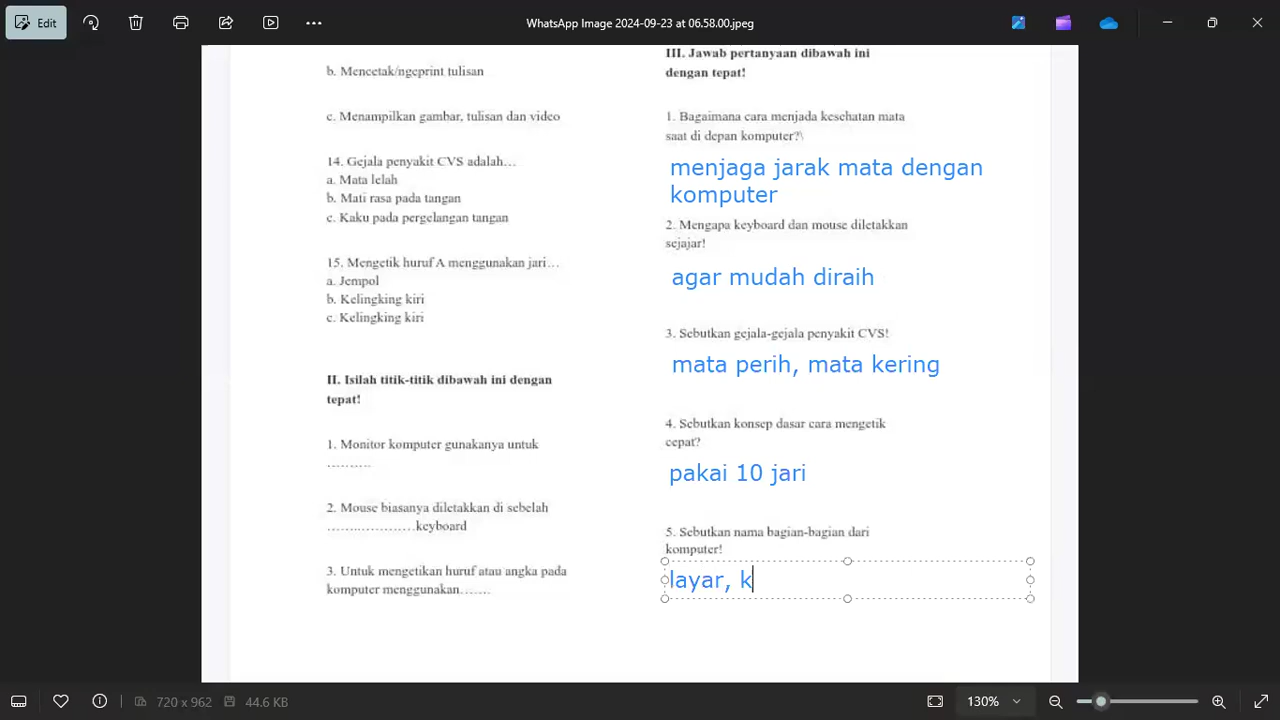 Edit
WhatsApp Image 2024-09-23 at 06.58.00.jpeg
b. Mencetak/ngeprint tulisan
c. Menampilkan gambar, tulisan dan video
14. Gejala penyakit CVS adalah…
a. Mata lelah
b. Mati rasa pada tangan
c. Kaku pada pergelangan tangan
15. Mengetik huruf A menggunakan jari…
a. Jempol
b. Kelingking kiri
c. Kelingking kiri
II. Isilah titik-titik dibawah ini dengan
tepat!
1. Monitor komputer gunakanya untuk
……….
2. Mouse biasanya diletakkan di sebelah
……..…………keyboard
3. Untuk mengetikan huruf atau angka pada
komputer menggunakan…….
III. Jawab pertanyaan dibawah ini
dengan tepat!
1. Bagaimana cara menjada kesehatan mata
saat di depan komputer?\
menjaga jarak mata dengan
komputer
2. Mengapa keyboard dan mouse diletakkan
sejajar!
agar mudah diraih
3. Sebutkan gejala-gejala penyakit CVS!
mata perih, mata kering
4. Sebutkan konsep dasar cara mengetik
cepat?
pakai 10 jari
5. Sebutkan nama bagian-bagian dari
komputer!
layar, k
720 x 962
44.6 KB
130%